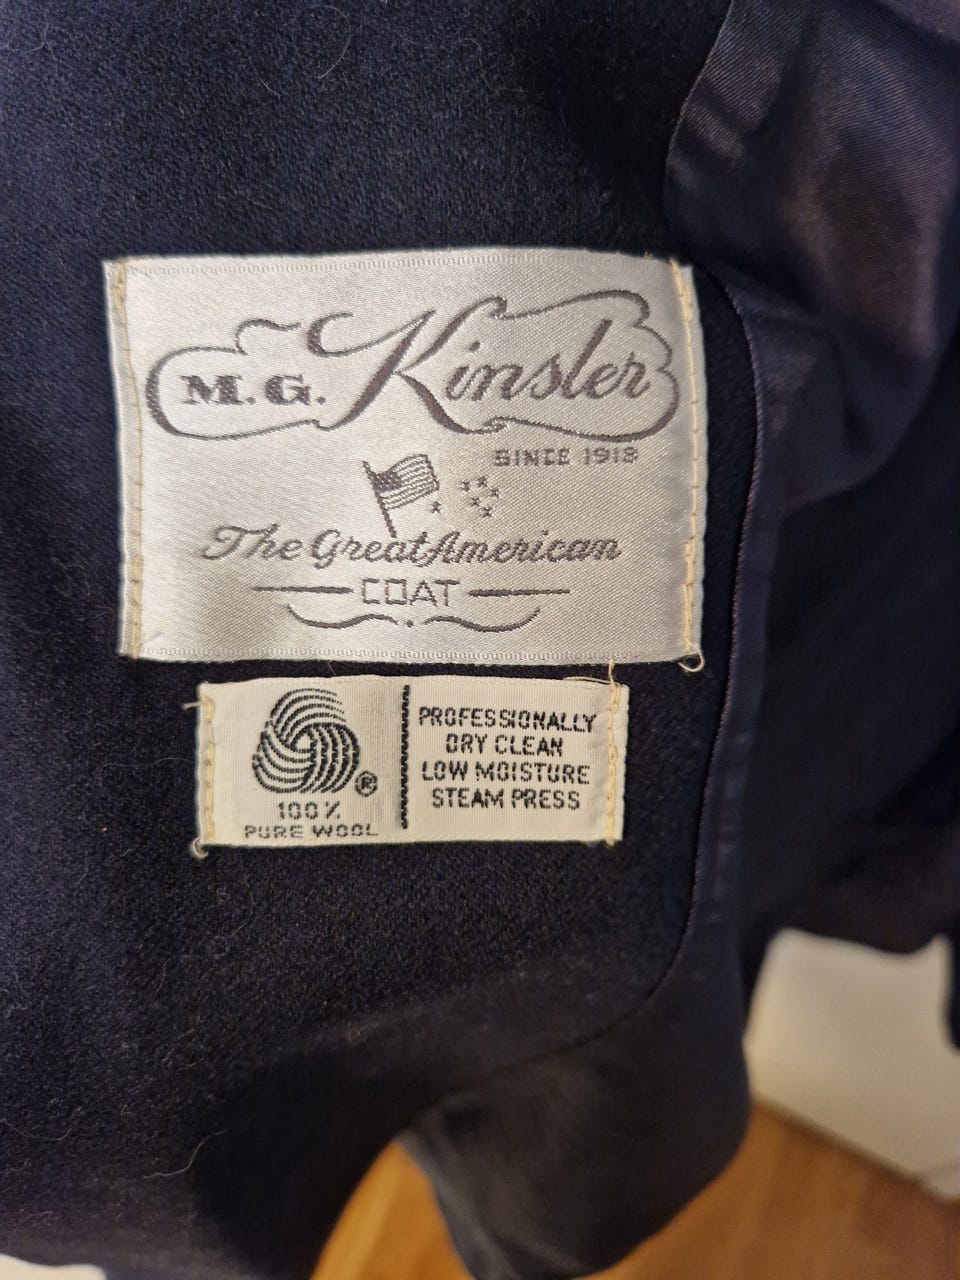 M.G. Kinsler
SINCE 1918
The Great American
COAT
®
100%
PURE WOOL
PROFESSIONALLY
DRY CLEAN
LOW MOISTURE
STEAM PRESS